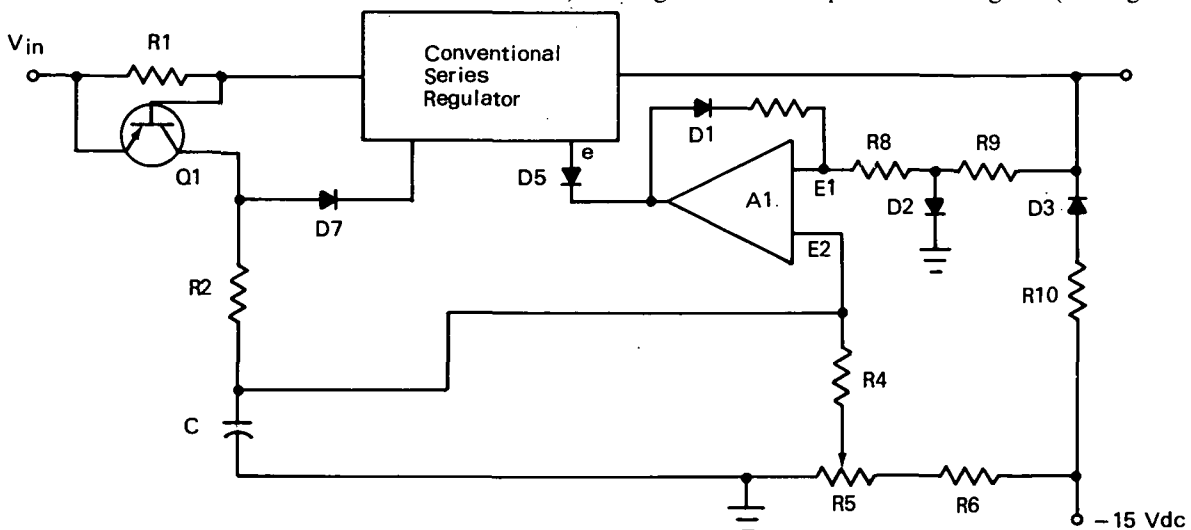 V_in
R1
Conventional
Series
Regulator
Q1
D7
R2
C
e
D5
D1
A1.
E1
E2
R8
R9
D2
D3
R10
R4
R5
R6
−15 Vdc